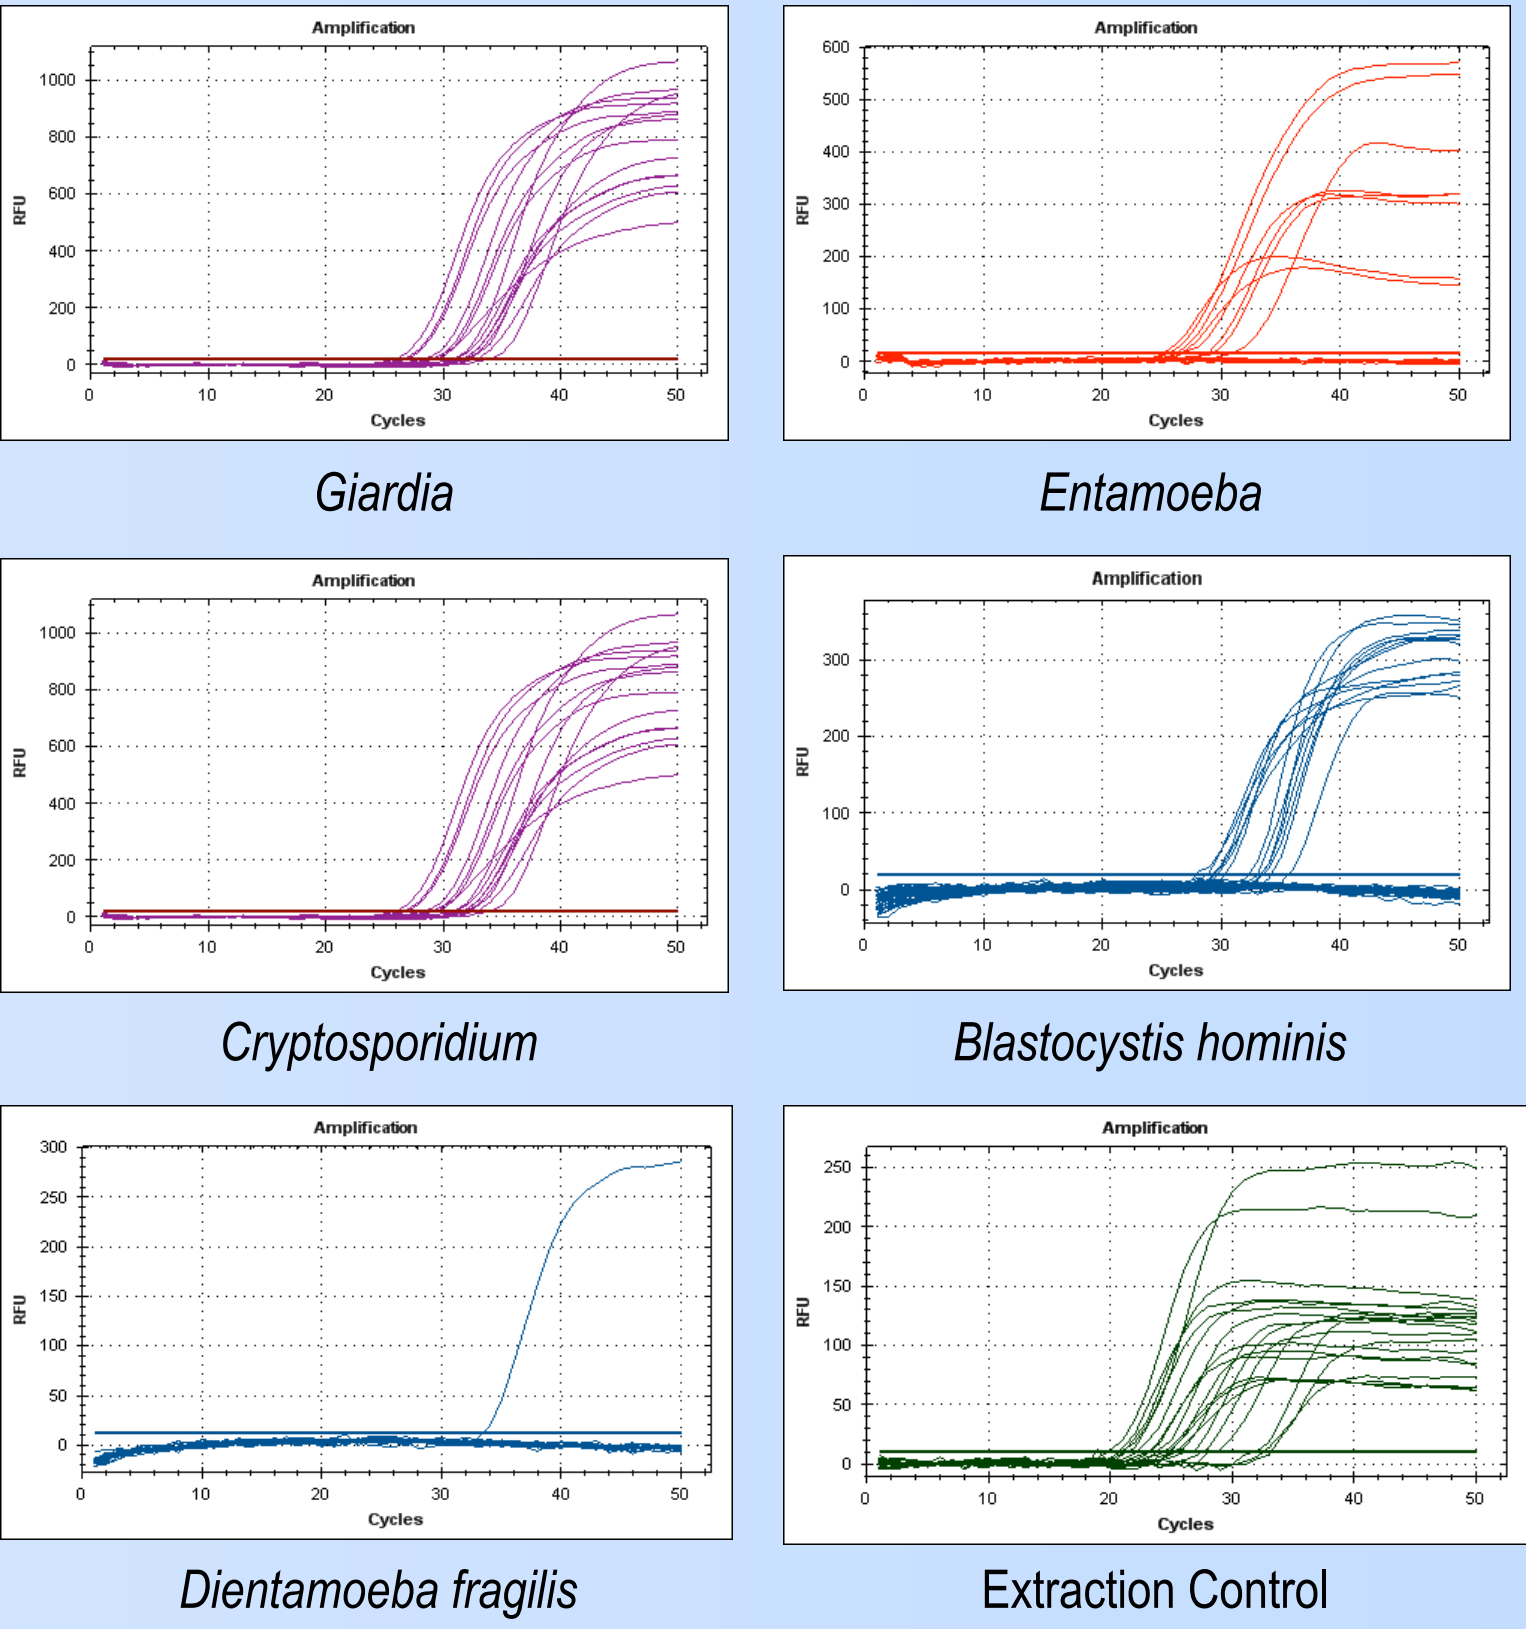 Amplification
1000
800
600
400
200
0
RFU
0 10 20 30 40 50
Cycles
Giardia
Amplification
600
500
400
300
200
100
0
RFU
0 10 20 30 40 50
Cycles
Entamoeba
Amplification
1000
800
600
400
200
0
RFU
0 10 20 30 40 50
Cycles
Cryptosporidium
Amplification
300
200
100
0
RFU
0 10 20 30 40 50
Cycles
Blastocystis hominis
Amplification
300
250
200
150
100
50
0
RFU
0 10 20 30 40 50
Cycles
Dientamoeba fragilis
Amplification
250
200
150
100
50
0
RFU
0 10 20 30 40 50
Cycles
Extraction Control